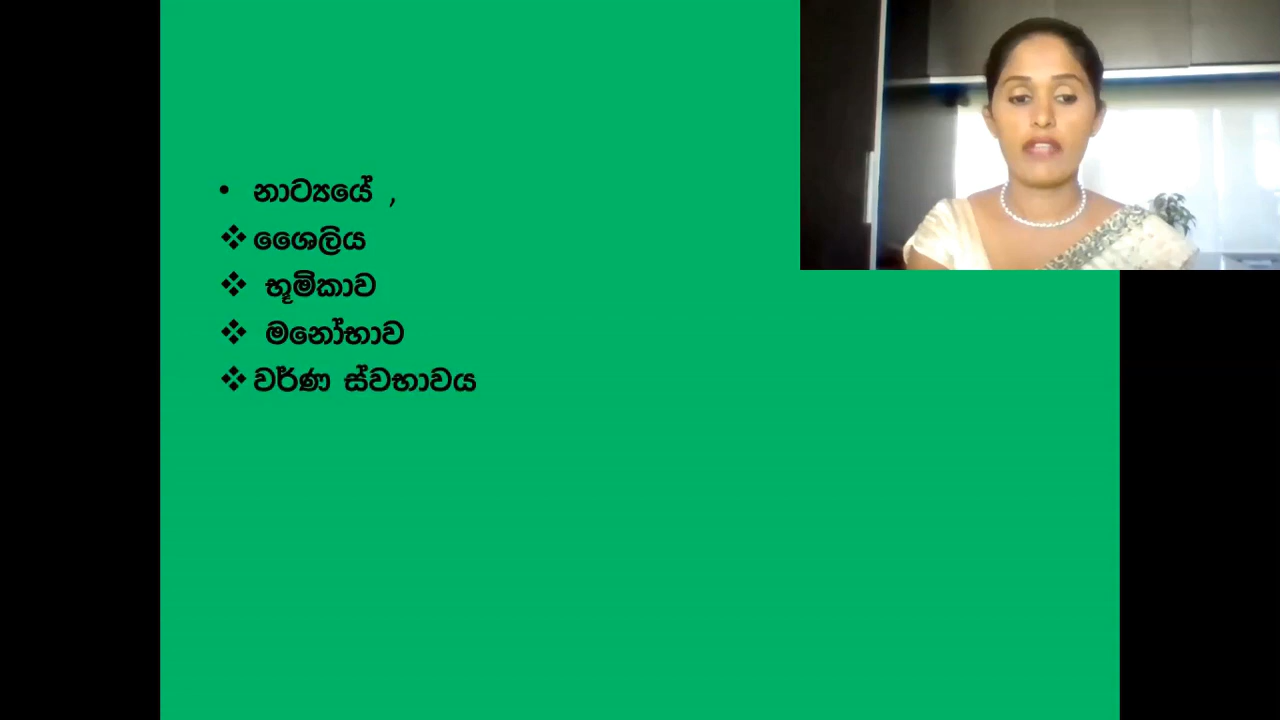 • නාට්‍යයේ ,
❖ ශෛලිය
❖ භූමිකාව
❖ මනෝභාව
❖ වර්ණ ස්වභාවය